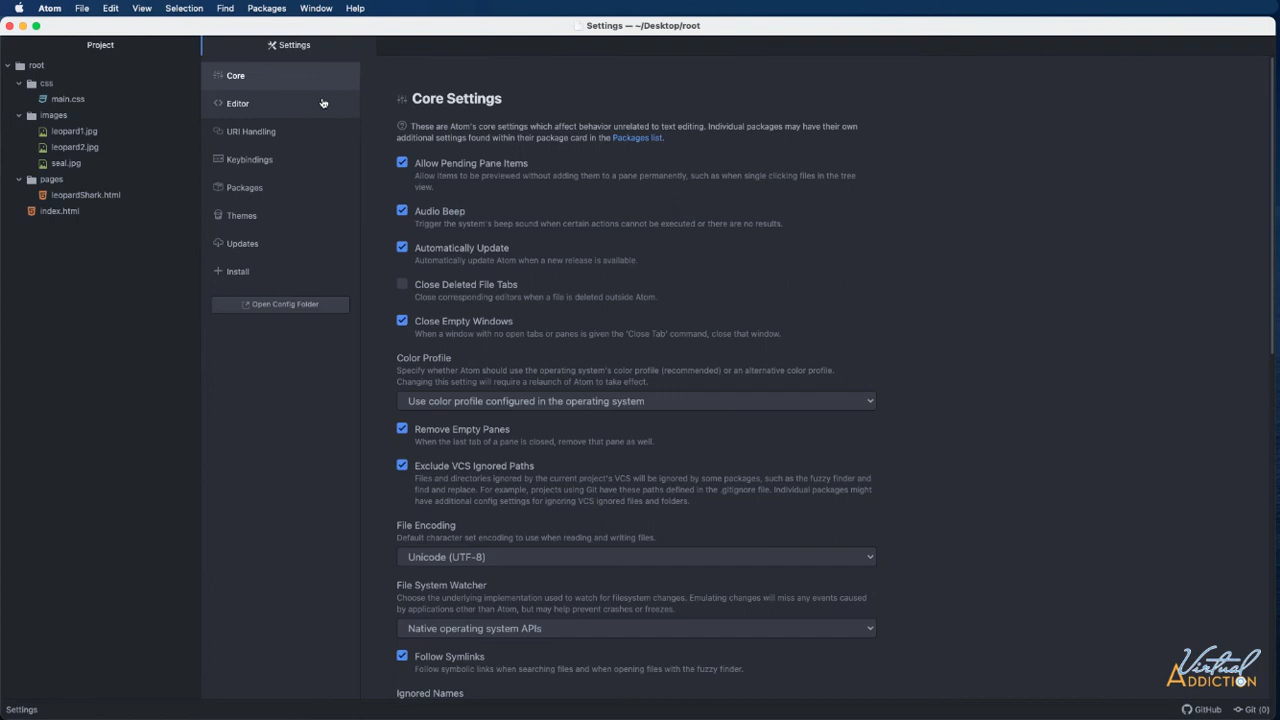 Atom File Edit View Selection Find Packages Window Help
Settings — ~/Desktop/root
Project
root
css
main.css
images
leopard1.jpg
leopard2.jpg
seal.jpg
pages
leopardShark.html
index.html
Settings
Core
Editor
URI Handling
Keybindings
Packages
Themes
Updates
Install
Open Config Folder
Core Settings
These are Atom's core settings which affect behavior unrelated to text editing. Individual packages may have their own
additional settings found within their package card in the Packages list.
Allow Pending Pane Items
Allow items to be previewed without adding them to a pane permanently, such as when single clicking files in the tree
view.
Audio Beep
Trigger the system's beep sound when certain actions cannot be executed or there are no results.
Automatically Update
Automatically update Atom when a new release is available.
Close Deleted File Tabs
Close corresponding editors when a file is deleted outside Atom.
Close Empty Windows
When a window with no open tabs or panes is given the 'Close Tab' command, close that window.
Color Profile
Specify whether Atom should use the operating system's color profile (recommended) or an alternative color profile.
Changing this setting will require a relaunch of Atom to take effect.
Use color profile configured in the operating system
Remove Empty Panes
When the last tab of a pane is closed, remove that pane as well.
Exclude VCS Ignored Paths
Files and directories ignored by the current project's VCS will be ignored by some packages, such as the fuzzy finder and
find and replace. For example, projects using Git have these paths defined in the .gitignore file. Individual packages might
have additional config settings for ignoring VCS ignored files and folders.
File Encoding
Default character set encoding to use when reading and writing files.
Unicode (UTF-8)
File System Watcher
Choose the underlying implementation used to watch for filesystem changes. Emulating changes will miss any events caused
by applications other than Atom, but may help prevent crashes or freezes.
Native operating system APIs
Follow Symlinks
Follow symbolic links when searching files and when opening files with the fuzzy finder.
Ignored Names
Virtual
ADDICTION
Settings
GitHub
Git (0)